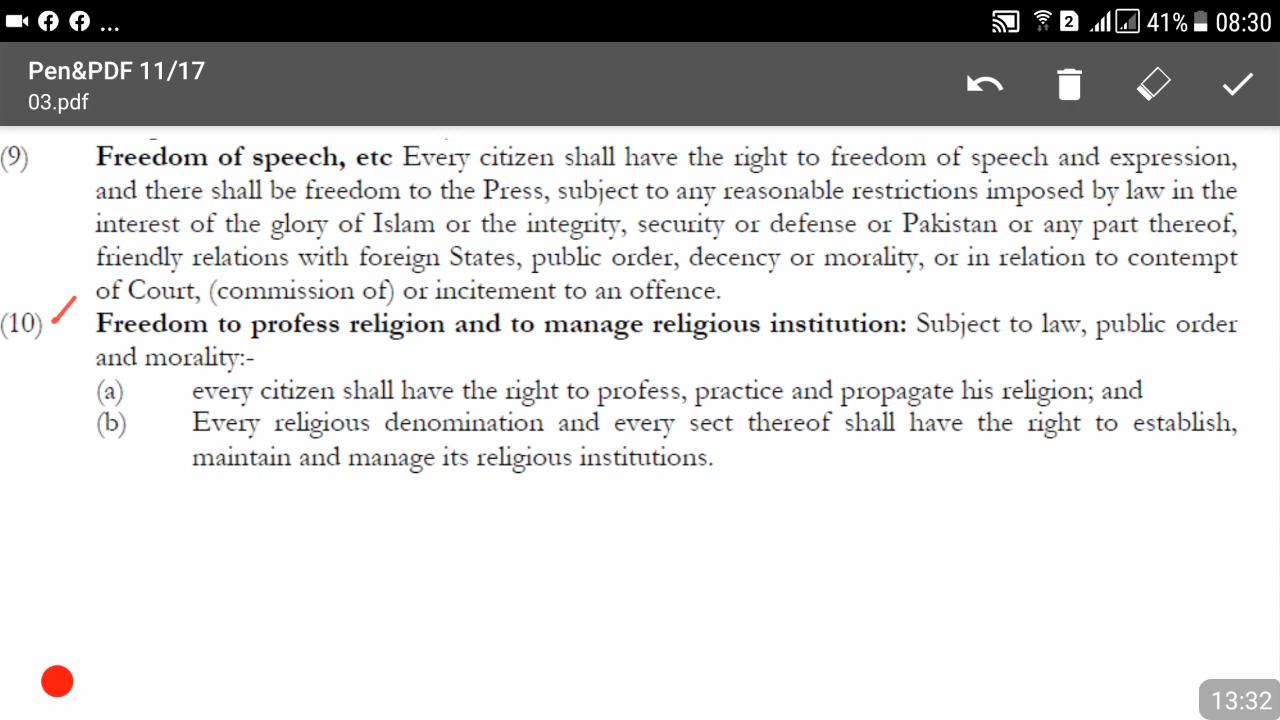 ... 2 41% 08:30
Pen&PDF 11/17
03.pdf
(9) Freedom of speech, etc Every citizen shall have the right to freedom of speech and expression,
and there shall be freedom to the Press, subject to any reasonable restrictions imposed by law in the
interest of the glory of Islam or the integrity, security or defense or Pakistan or any part thereof,
friendly relations with foreign States, public order, decency or morality, or in relation to contempt
of Court, (commission of) or incitement to an offence.
(10) Freedom to profess religion and to manage religious institution: Subject to law, public order
and morality:-
(a) every citizen shall have the right to profess, practice and propagate his religion; and
(b) Every religious denomination and every sect thereof shall have the right to establish,
maintain and manage its religious institutions.
13:32